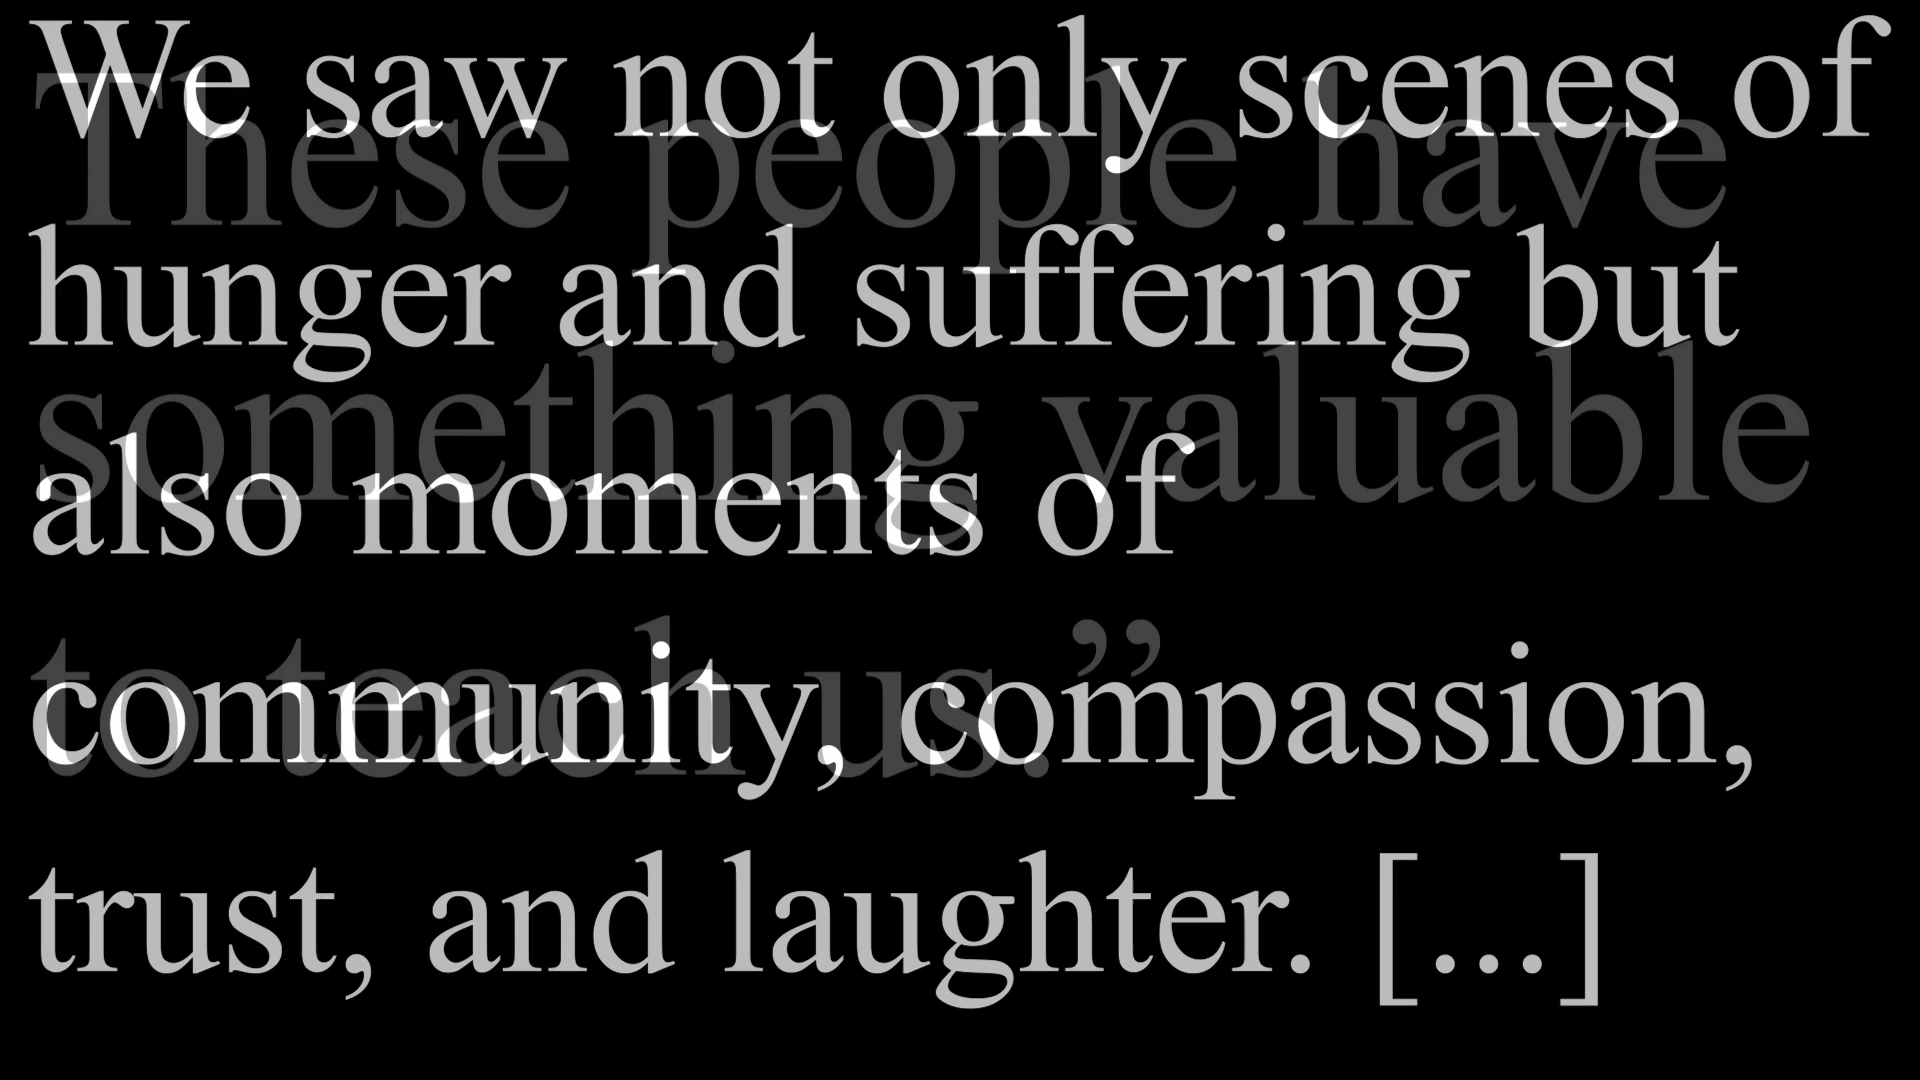 We saw not only scenes of
hunger and suffering but
also moments of
community, compassion,
trust, and laughter. [...]
These people have
something valuable
to teach us.”